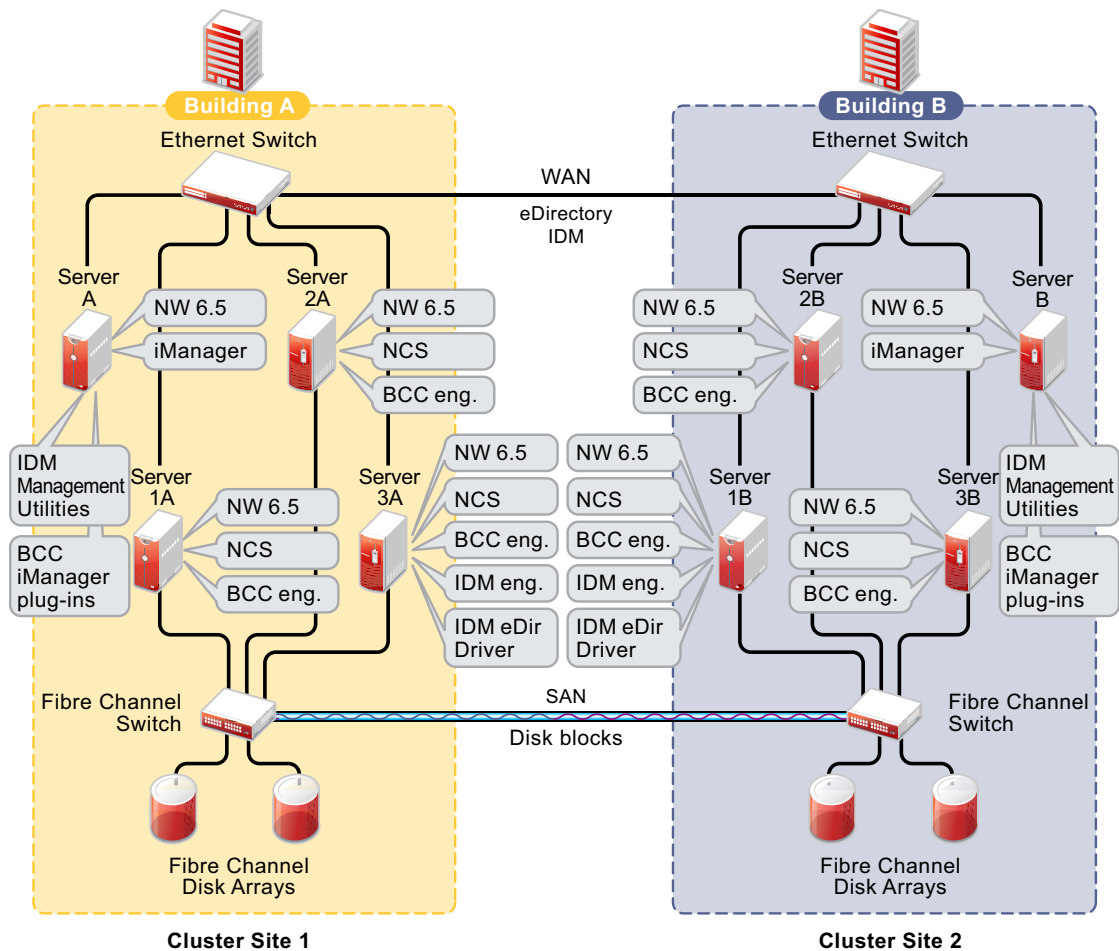 Building A
Ethernet Switch
Server
A
NW 6.5
iManager
IDM
Management
Utilities
BCC
iManager
plug-ins
Server
2A
NW 6.5
NCS
BCC eng.
Server
1A
NW 6.5
NCS
BCC eng.
Server
3A
NW 6.5
NCS
BCC eng.
IDM eng.
IDM eDir
Driver
Fibre Channel
Switch
Fibre Channel
Disk Arrays
Cluster Site 1
WAN
eDirectory
IDM
SAN
Disk blocks
Building B
Ethernet Switch
Server
2B
NW 6.5
NCS
BCC eng.
Server
B
NW 6.5
iManager
IDM
Management
Utilities
BCC
iManager
plug-ins
Server
1B
NW 6.5
NCS
BCC eng.
IDM eng.
IDM eDir
Driver
Server
3B
NW 6.5
NCS
BCC eng.
Fibre Channel
Switch
Fibre Channel
Disk Arrays
Cluster Site 2